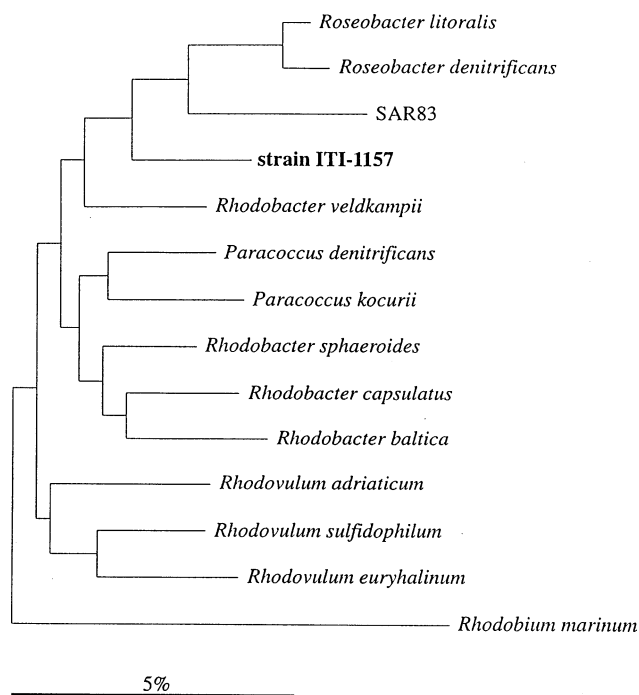 Roseobacter litoralis
Roseobacter denitrificans
SAR83
strain ITI-1157
Rhodobacter veldkampii
Paracoccus denitrificans
Paracoccus kocurii
Rhodobacter sphaeroides
Rhodobacter capsulatus
Rhodobacter baltica
Rhodovulum adriaticum
Rhodovulum sulfidophilum
Rhodovulum euryhalinum
Rhodobium marinum
5%